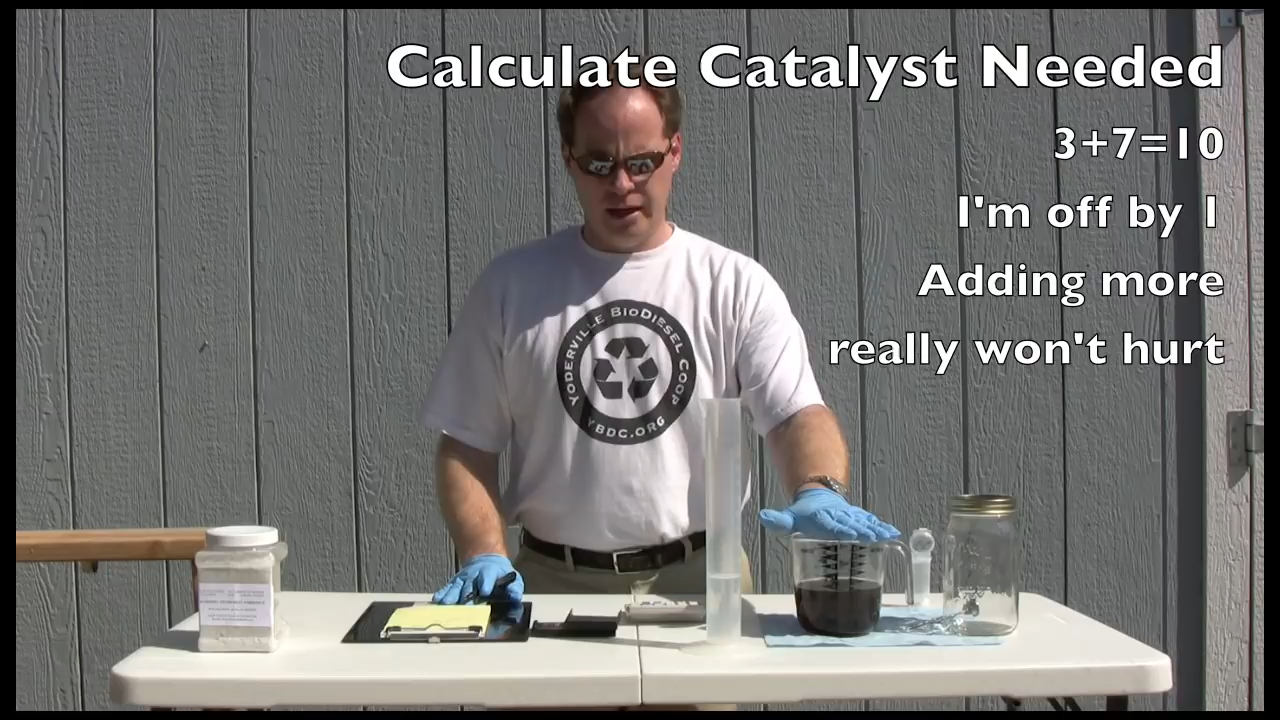 Calculate Catalyst Needed
3+7=10
I'm off by 1
Adding more
really won't hurt
YODERVILLE BIODIESEL COOP
YBDC.ORG